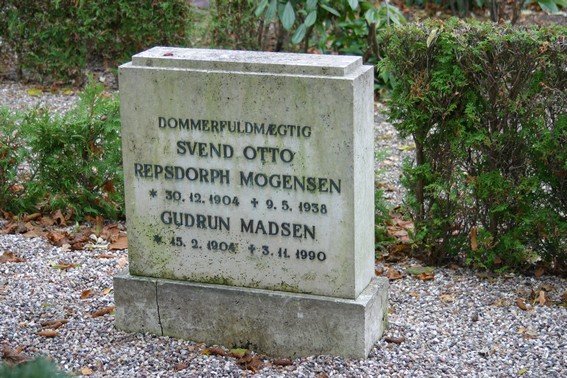 DOMMERFULDMÆGTIG
SVEND OTTO
REPSDORPH MOGENSEN
* 30. 12. 1904 ✝ 9. 5. 1938
GUDRUN MADSEN
* 15. 2. 1904 ✝ 3. 11. 1990